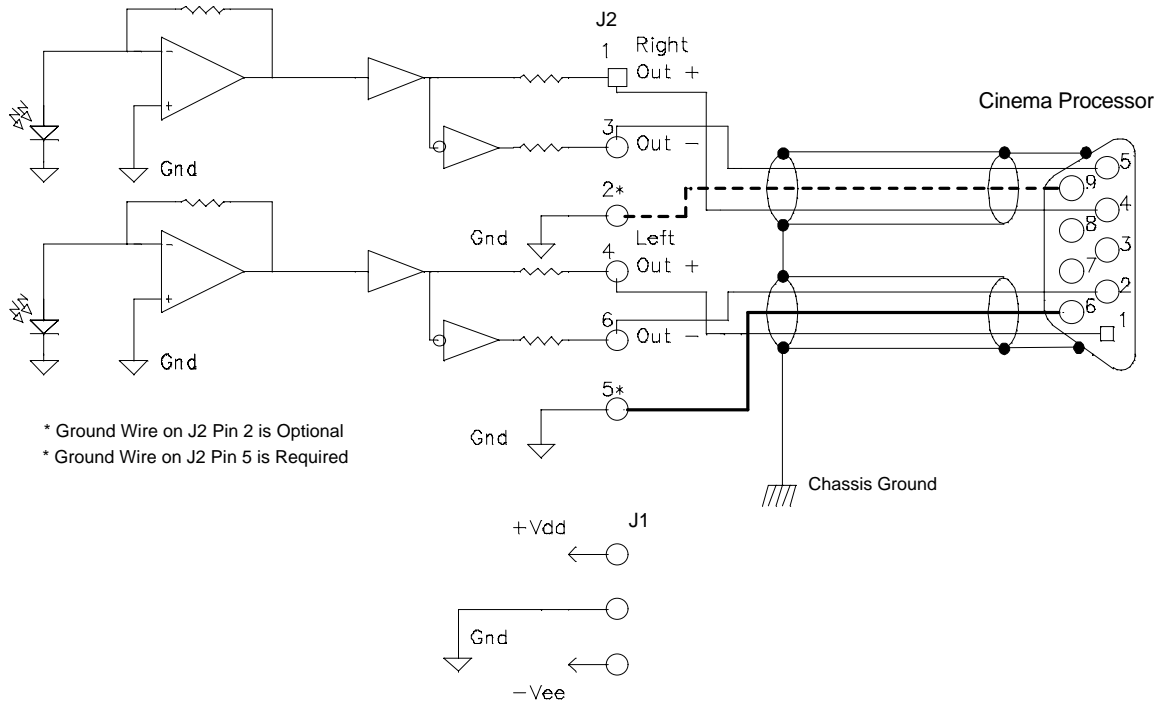 J2
1 Right
Out +
Cinema Processor
3
Out -
5
Gnd
2*
9
4
Gnd
Left
8
4
Out +
3
7
2
6
Out -
6
1
Gnd
5*
Gnd
* Ground Wire on J2 Pin 2 is Optional
* Ground Wire on J2 Pin 5 is Required
Chassis Ground
J1
+Vdd
Gnd
-Vee